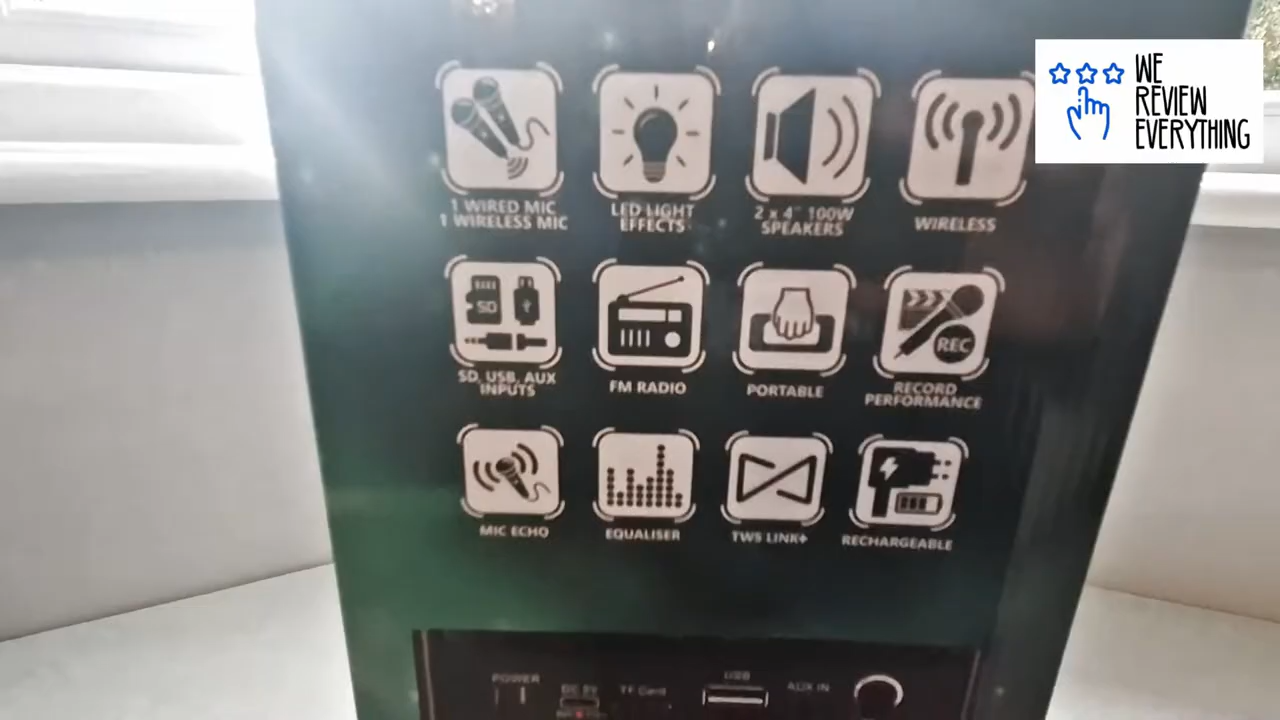 WE
REVIEW
EVERYTHING
1 WIRED MIC
1 WIRELESS MIC
LED LIGHT
EFFECTS
2 x 4" 100W
SPEAKERS
WIRELESS
SD
SD, USB, AUX
INPUTS
FM RADIO
PORTABLE
REC
RECORD
PERFORMANCE
MIC ECHO
EQUALISER
TWS LINK+
RECHARGEABLE
POWER
DC 5V
TF Card
USB
AUX IN